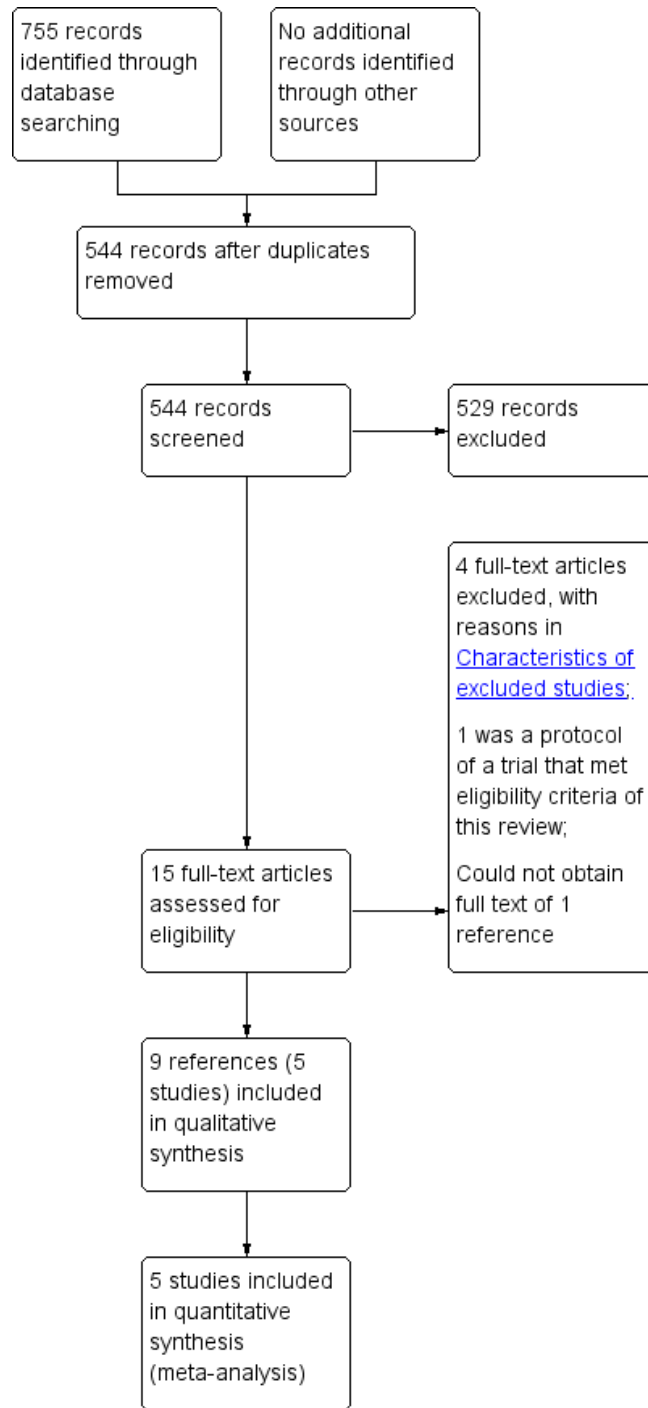 755 records
identified through
database
searching
No additional
records identified
through other
sources
544 records after duplicates
removed
544 records
screened
529 records
excluded
4 full-text articles
excluded, with
reasons in
Characteristics of
excluded studies;
1 was a protocol
of a trial that met
eligibility criteria of
this review;
Could not obtain
full text of 1
reference
15 full-text articles
assessed for
eligibility
9 references (5
studies) included
in qualitative
synthesis
5 studies included
in quantitative
synthesis
(meta-analysis)